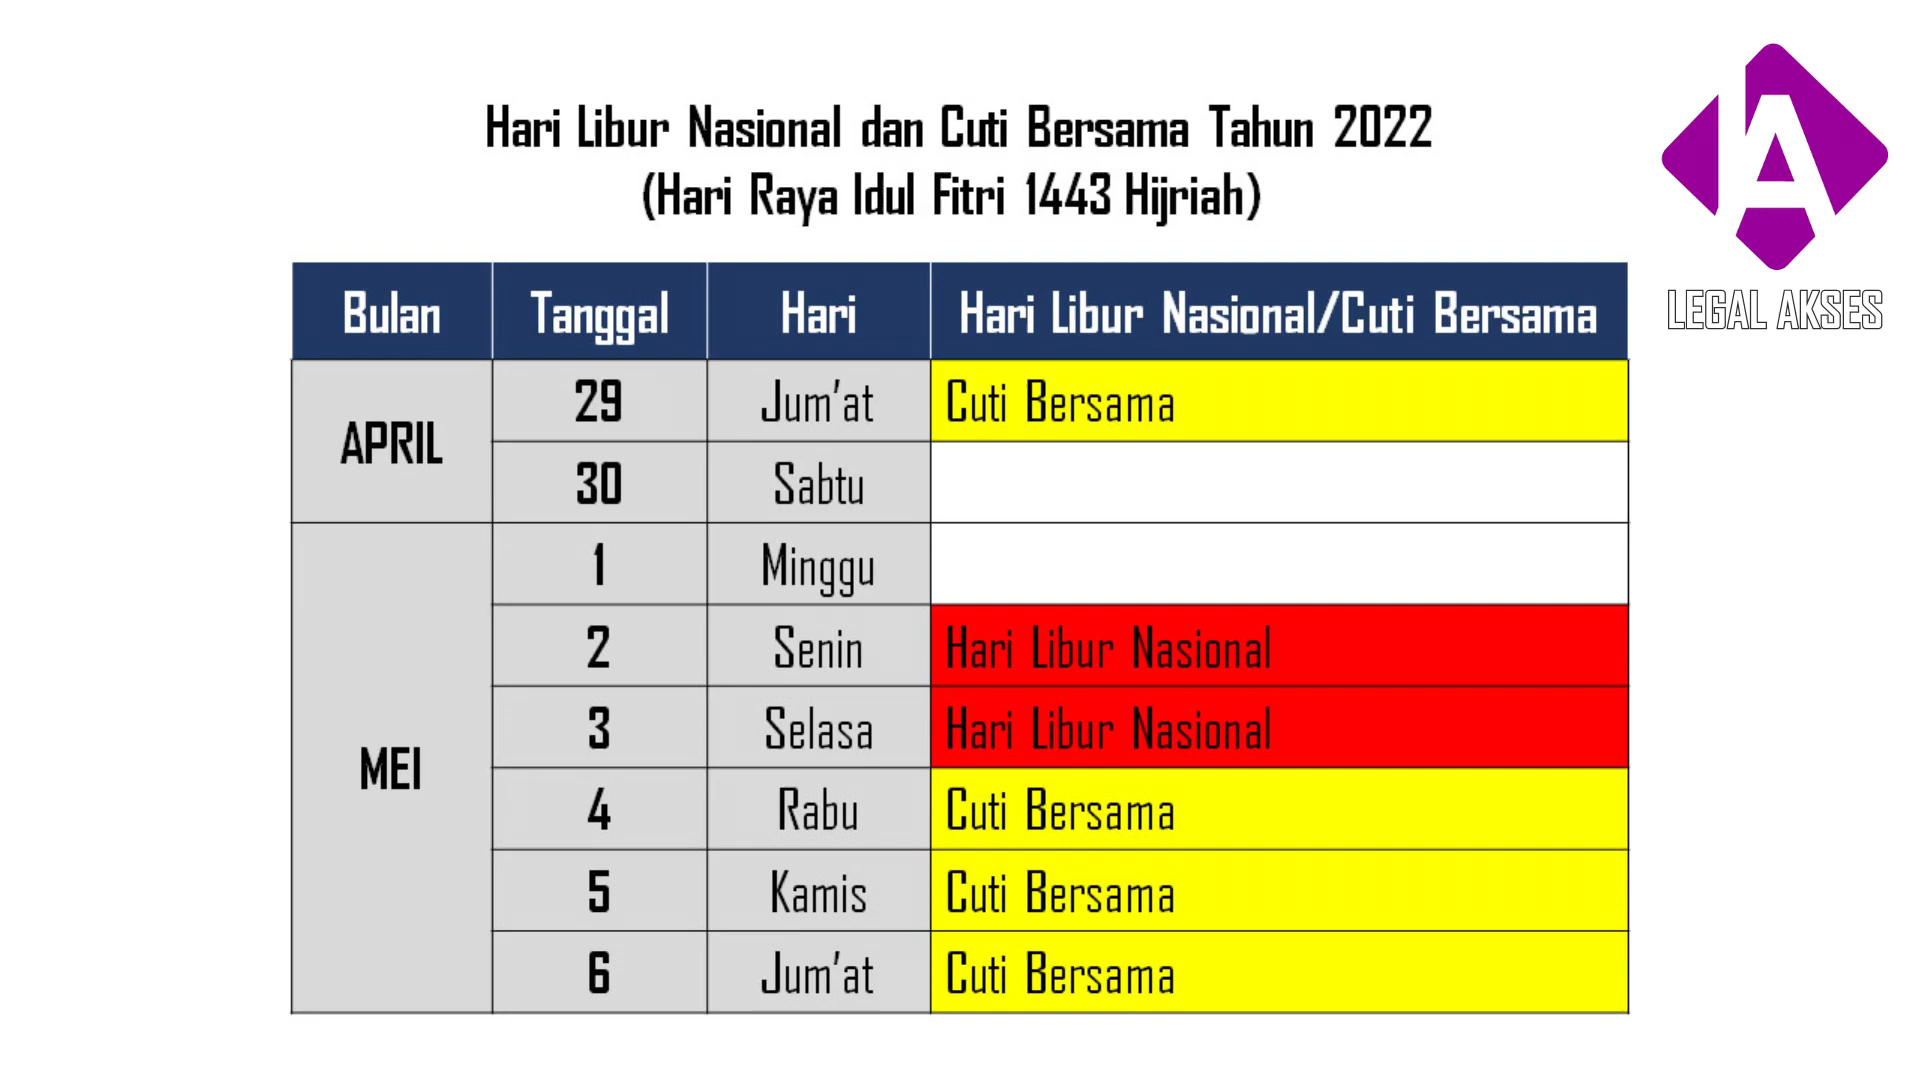 Hari Libur Nasional dan Cuti Bersama Tahun 2022
(Hari Raya Idul Fitri 1443 Hijriah)
LEGAL AKSES
Bulan Tanggal Hari Hari Libur Nasional/Cuti Bersama
APRIL
29 Jum'at Cuti Bersama
30 Sabtu
MEI
1 Minggu
2 Senin Hari Libur Nasional
3 Selasa Hari Libur Nasional
4 Rabu Cuti Bersama
5 Kamis Cuti Bersama
6 Jum'at Cuti Bersama